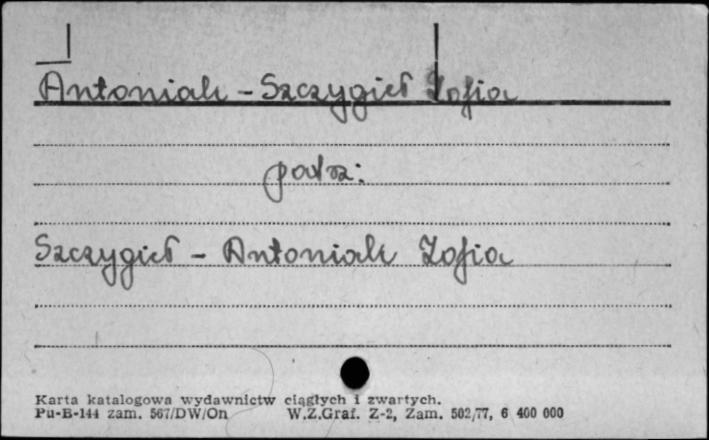 Antoniak - Szczygieł Zofia
patrz:
Szczygieł - Antoniak Zofia
Karta katalogowa wydawnictw ciągłych i zwartych.
Pu-B-144 zam. 567/DW/On W.Z.Graf. Z-2, Zam. 502/77, 6 400 000